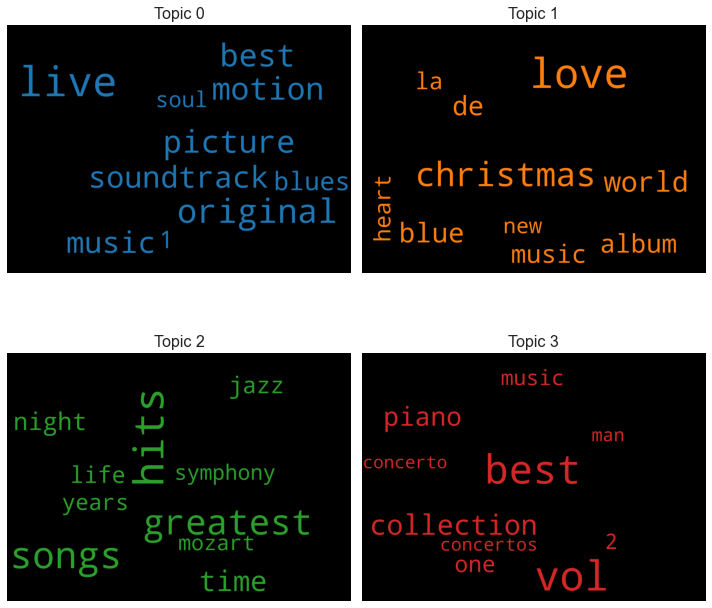 Topic 0
best
live
motion
soul
picture
soundtrack
blues
original
music
1
Topic 1
love
la
de
christmas
world
heart
new
blue
album
music
Topic 2
jazz
hits
night
life
symphony
years
greatest
mozart
songs
time
Topic 3
music
piano
man
concerto
best
collection
2
concertos
one
vol